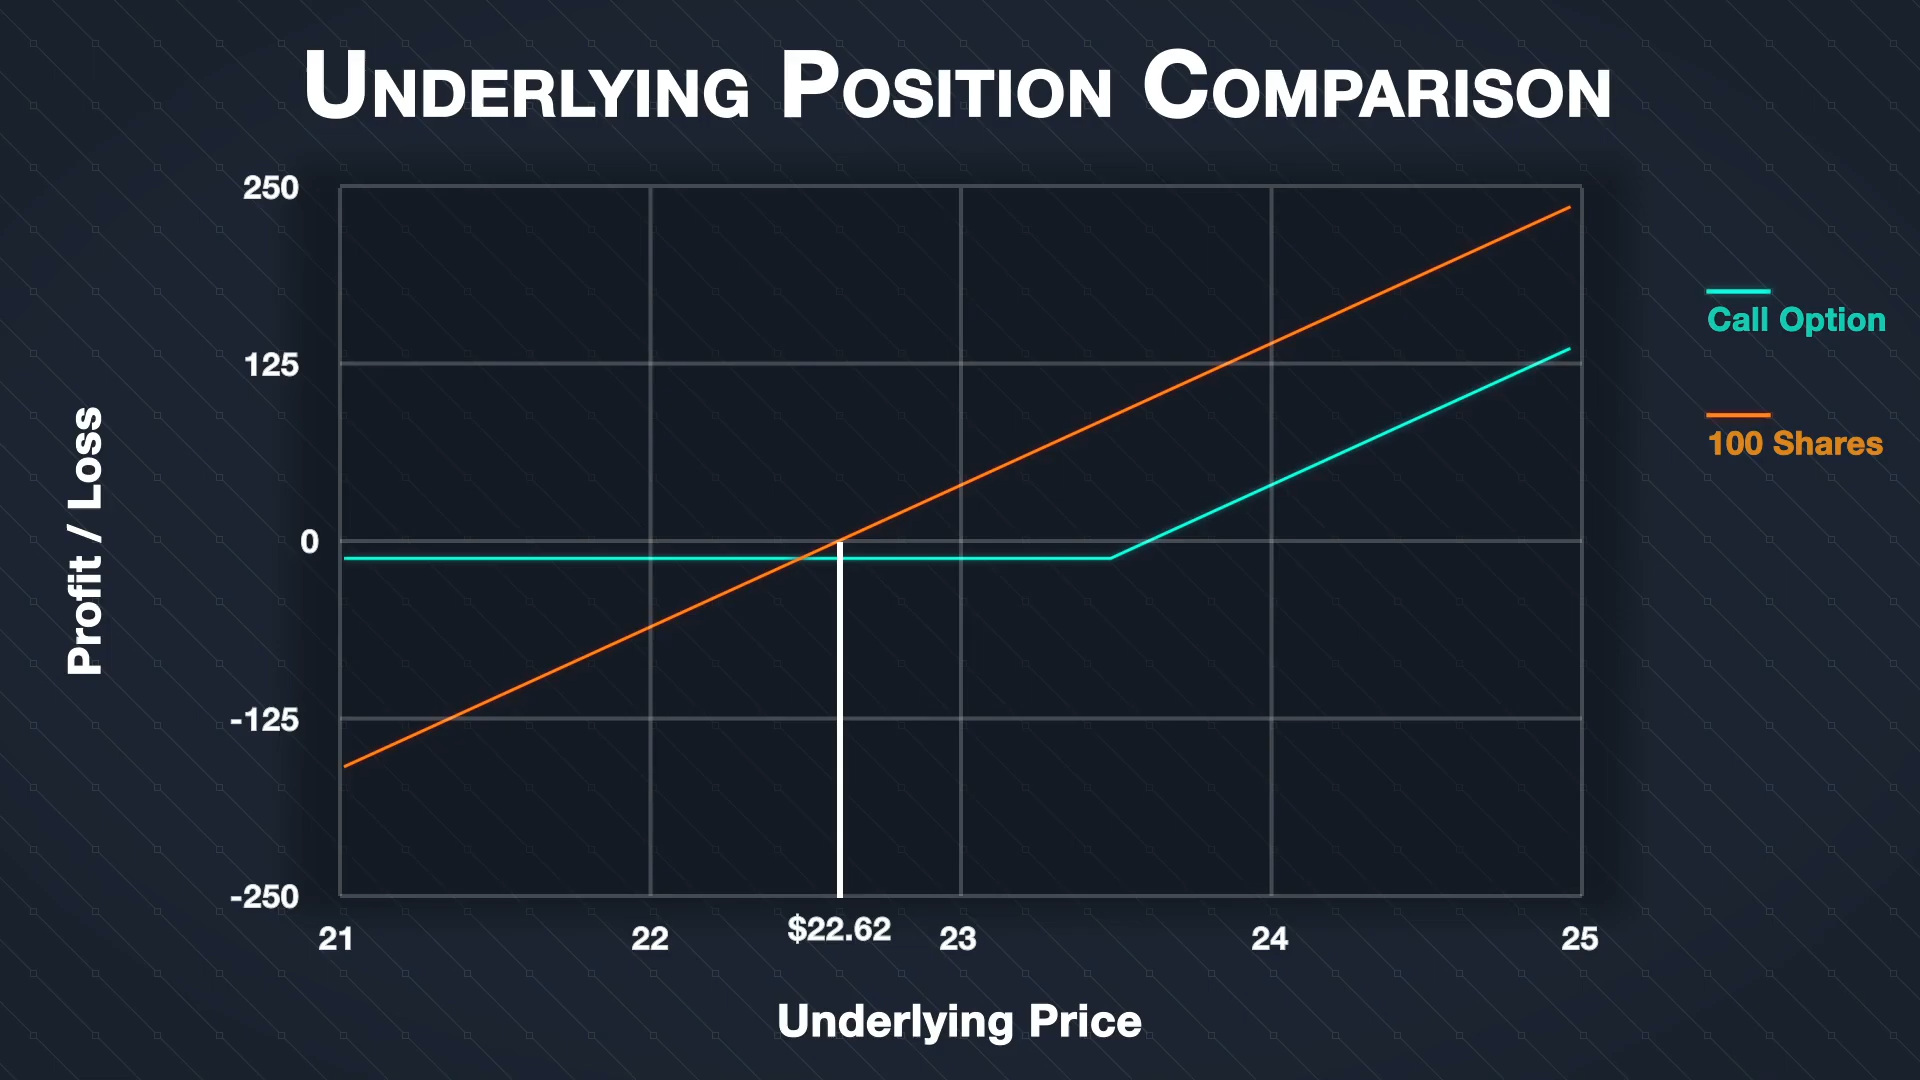 Underlying Position Comparison
250
125
0
-125
-250
Profit / Loss
21
22
$22.62
23
24
25
Underlying Price
Call Option
100 Shares